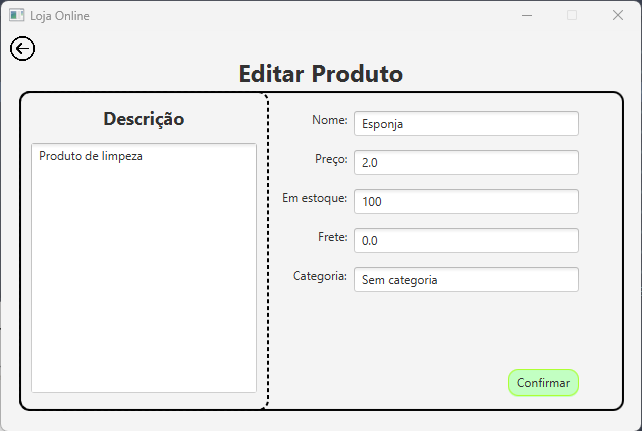 Loja Online
Editar Produto
Descrição
Produto de limpeza
Nome: Esponja
Preço: 2.0
Em estoque: 100
Frete: 0.0
Categoria: Sem categoria
Confirmar